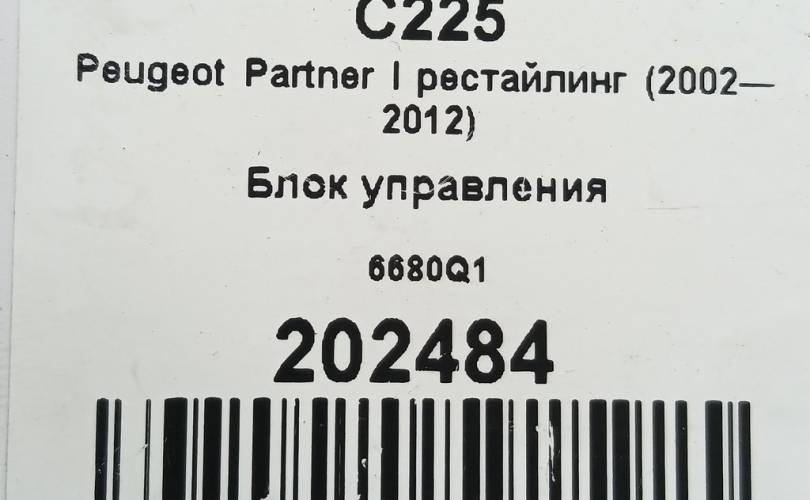 C225
Peugeot Partner I рестайлинг (2002—
2012)
Блок управления
6680Q1
202484